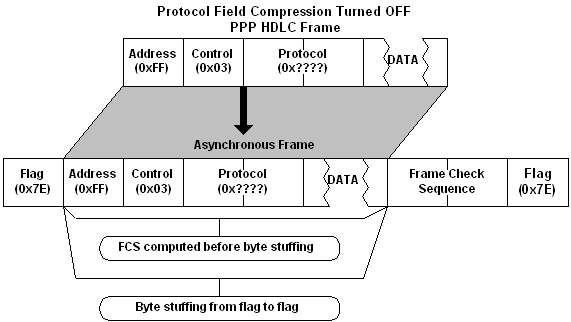 Protocol Field Compression Turned OFF
PPP HDLC Frame
Address Control Protocol DATA
(0xFF) (0x03) (0x????)
Asynchronous Frame
Flag Address Control Protocol DATA Frame Check Flag
(0x7E) (0xFF) (0x03) (0x????) Sequence (0x7E)
FCS computed before byte stuffing
Byte stuffing from flag to flag